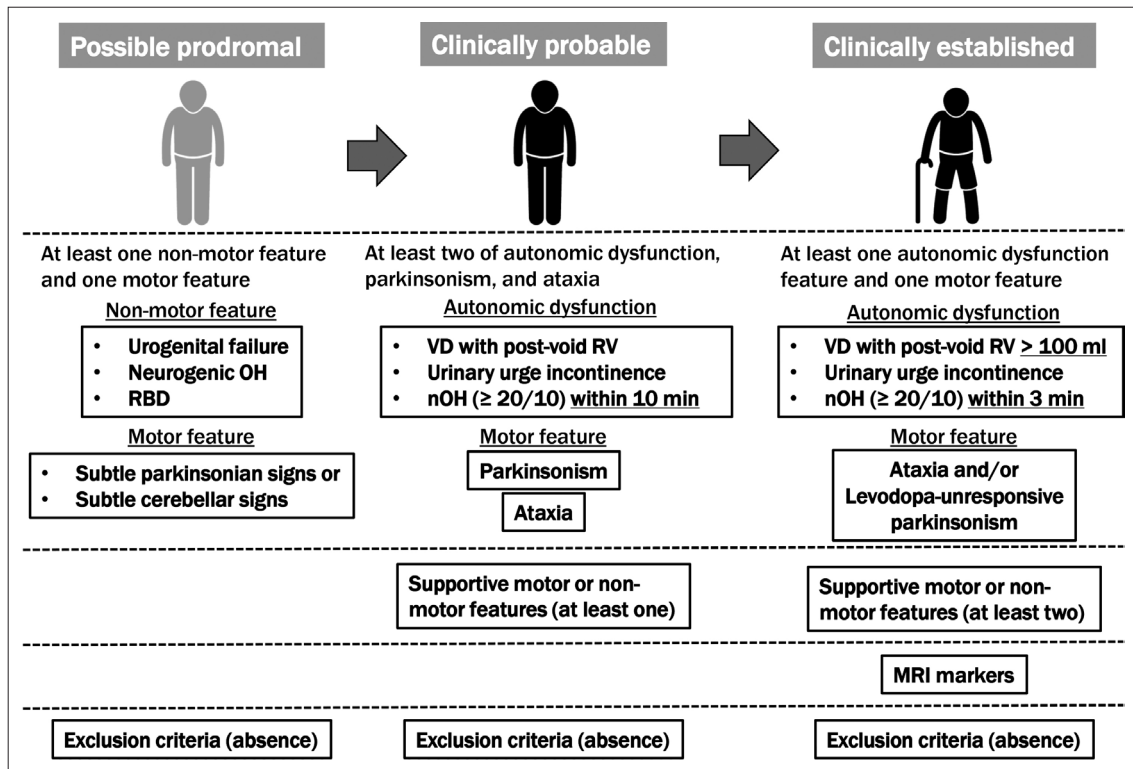 Possible prodromal
Clinically probable
Clinically established
At least one non-motor feature
and one motor feature
Non-motor feature
• Urogenital failure
• Neurogenic OH
• RBD
Motor feature
• Subtle parkinsonian signs or
• Subtle cerebellar signs
At least two of autonomic dysfunction,
parkinsonism, and ataxia
Autonomic dysfunction
• VD with post-void RV
• Urinary urge incontinence
• nOH (≥ 20/10) within 10 min
Motor feature
Parkinsonism
Ataxia
At least one autonomic dysfunction
feature and one motor feature
Autonomic dysfunction
• VD with post-void RV > 100 ml
• Urinary urge incontinence
• nOH (≥ 20/10) within 3 min
Motor feature
Ataxia and/or
Levodopa-unresponsive
parkinsonism
Supportive motor or non-
motor features (at least one)
Supportive motor or non-
motor features (at least two)
MRI markers
Exclusion criteria (absence)
Exclusion criteria (absence)
Exclusion criteria (absence)